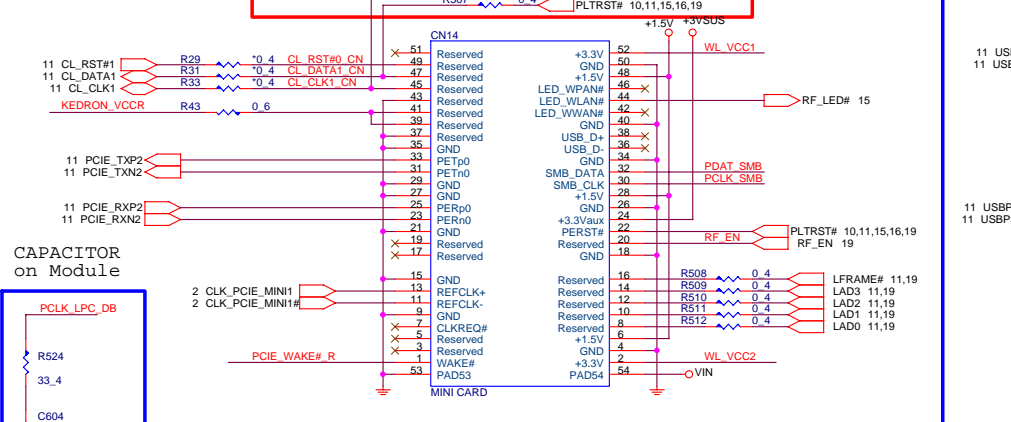 R507 0_4 PLTRST# 10,11,15,16,19
+1.5V +3VSUS
CN14
11 CL_RST#1 R29 *0_4 CL_RST#0_CN 49 Reserved
11 CL_DATA1 R31 *0_4 CL_DATA1_CN 47 Reserved
11 CL_CLK1 R33 *0_4 CL_CLK1_CN 45 Reserved
KEDRON_VCCR R43 0_6
51 Reserved
43 Reserved
41 Reserved
39 Reserved
37 Reserved
35 GND
11 PCIE_TXP2 33 PETp0
11 PCIE_TXN2 31 PETn0
29 GND
27 GND
11 PCIE_RXP2 25 PERp0
11 PCIE_RXN2 23 PERn0
21 GND
19 Reserved
17 Reserved
15 GND
2 CLK_PCIE_MINI1 13 REFCLK+
2 CLK_PCIE_MINI1# 11 REFCLK-
9 GND
7 CLKREQ#
5 Reserved
3 Reserved
PCIE_WAKE#_R 1 WAKE#
53 PAD53
MINI CARD
+3.3V 52 WL_VCC1
GND 50
+1.5V 48
LED_WPAN# 46
LED_WLAN# 44 RF_LED# 15
LED_WWAN# 42
GND 40
USB_D+ 38
USB_D- 36
GND 34
SMB_DATA 32 PDAT_SMB
SMB_CLK 30 PCLK_SMB
+1.5V 28
GND 26
+3.3Vaux 24
PERST# 22 PLTRST# 10,11,15,16,19
Reserved 20 RF_EN RF_EN 19
GND 18
Reserved 16 R508 0_4 LFRAME# 11,19
Reserved 14 R509 0_4 LAD3 11,19
Reserved 12 R510 0_4 LAD2 11,19
Reserved 10 R511 0_4 LAD1 11,19
Reserved 8 R512 0_4 LAD0 11,19
+1.5V 6
GND 4
+3.3V 2 WL_VCC2
PAD54 54 VIN
CAPACITOR
on Module
PCLK_LPC_DB
R524
33_4
C604
11 USB
11 USB
11 USBP
11 USBP